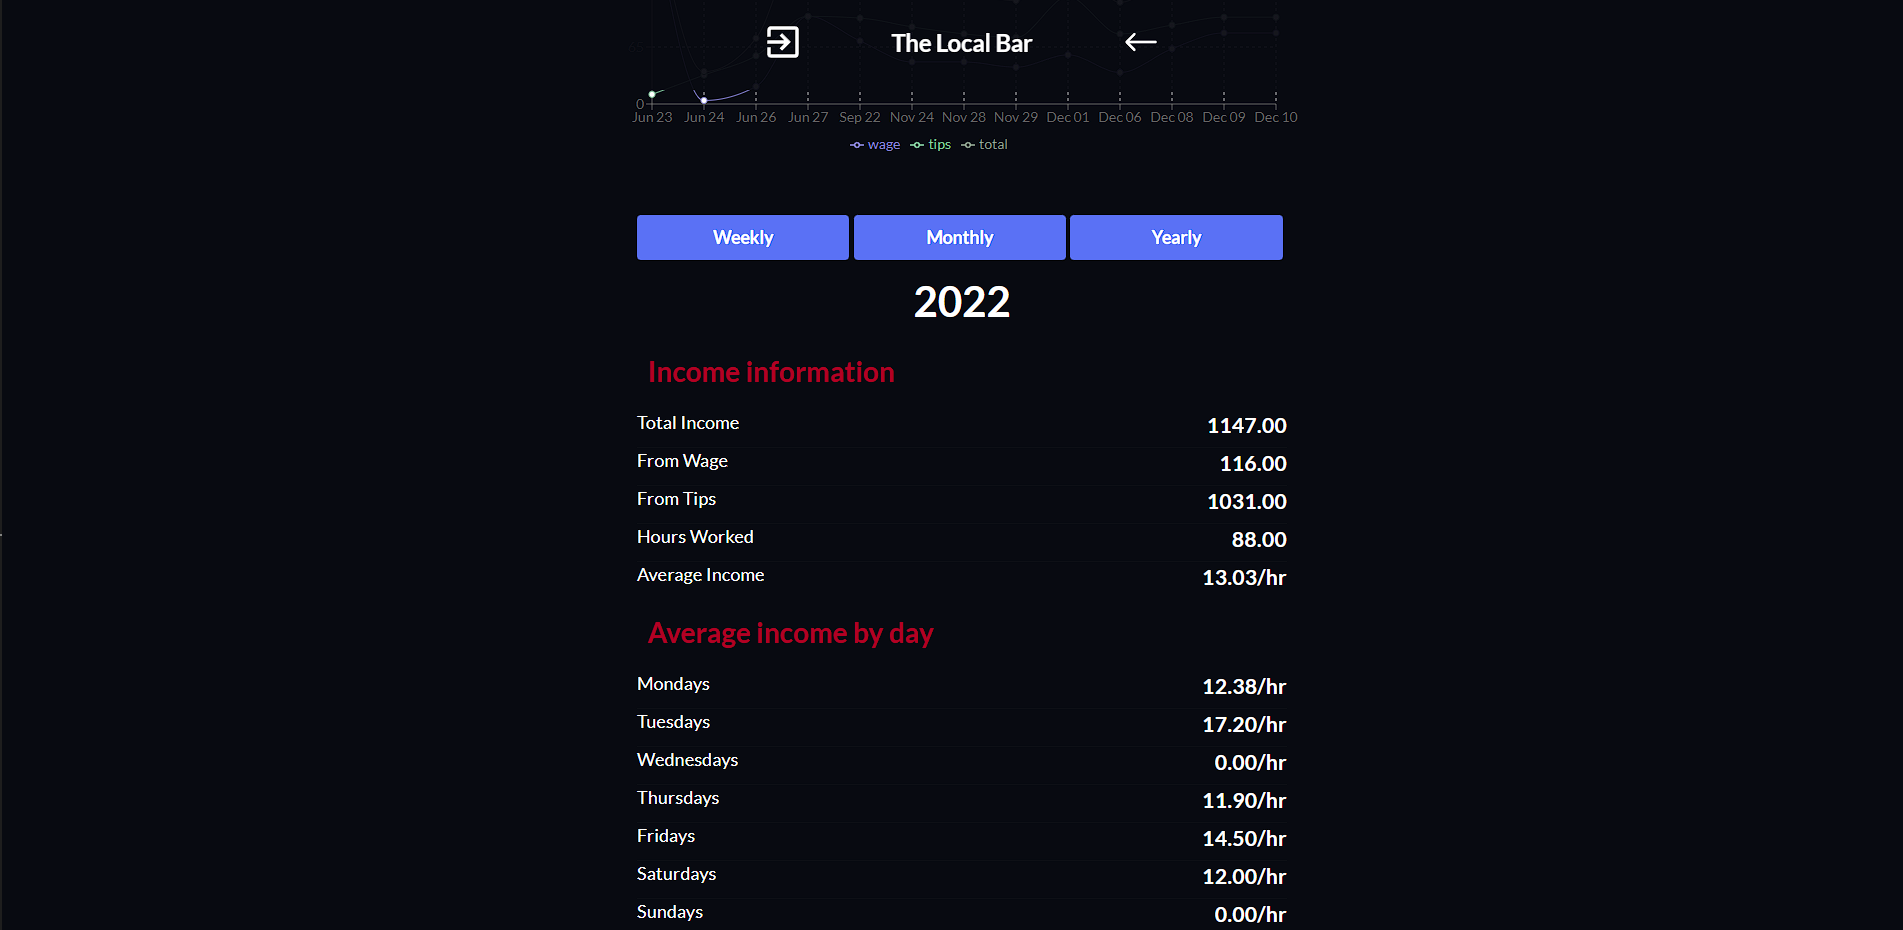 The Local Bar
0
Jun 23 Jun 24 Jun 26 Jun 27 Sep 22 Nov 24 Nov 28 Nov 29 Dec 01 Dec 06 Dec 08 Dec 09 Dec 10
wage tips total
Weekly Monthly Yearly
2022
Income information
Total Income 1147.00
From Wage 116.00
From Tips 1031.00
Hours Worked 88.00
Average Income 13.03/hr
Average income by day
Mondays 12.38/hr
Tuesdays 17.20/hr
Wednesdays 0.00/hr
Thursdays 11.90/hr
Fridays 14.50/hr
Saturdays 12.00/hr
Sundays 0.00/hr